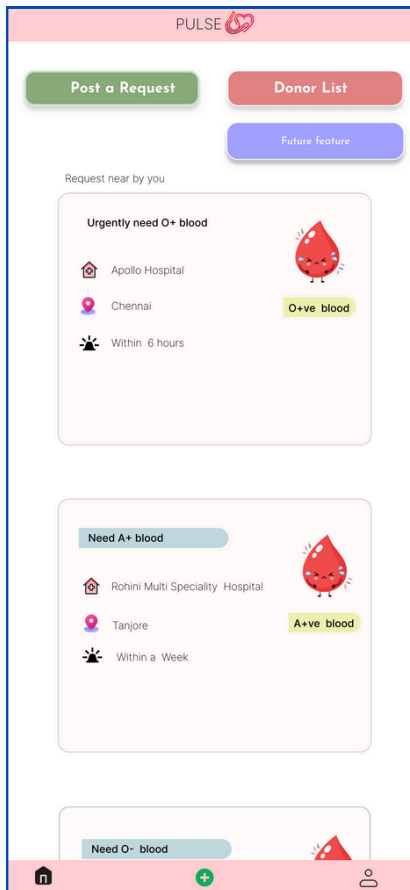 PULSE
Post a Request
Donor List
Future feature
Request near by you
Urgently need O+ blood
Apollo Hospital
Chennai
O+ve blood
Within 6 hours
Need A+ blood
Rohini Multi Speciality Hospital
Tanjore
A+ve blood
Within a Week
Need O- blood